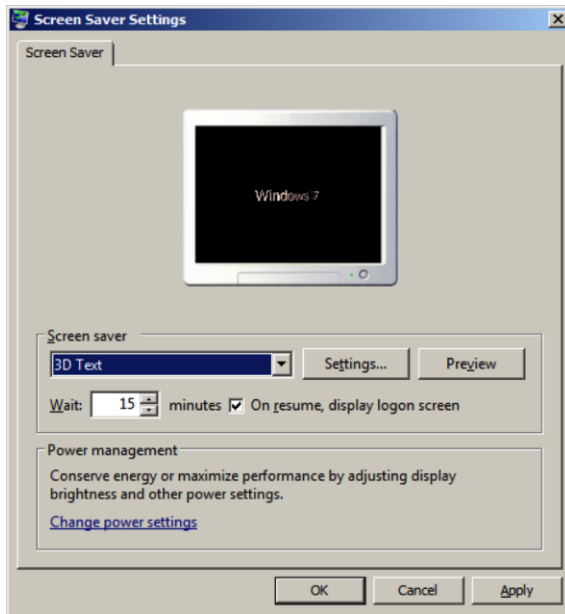 Screen Saver Settings
Screen Saver
Windows 7
Screen saver
3D Text
Settings...
Preview
Wait: 15 minutes On resume, display logon screen
Power management
Conserve energy or maximize performance by adjusting display
brightness and other power settings.
Change power settings
OK Cancel Apply